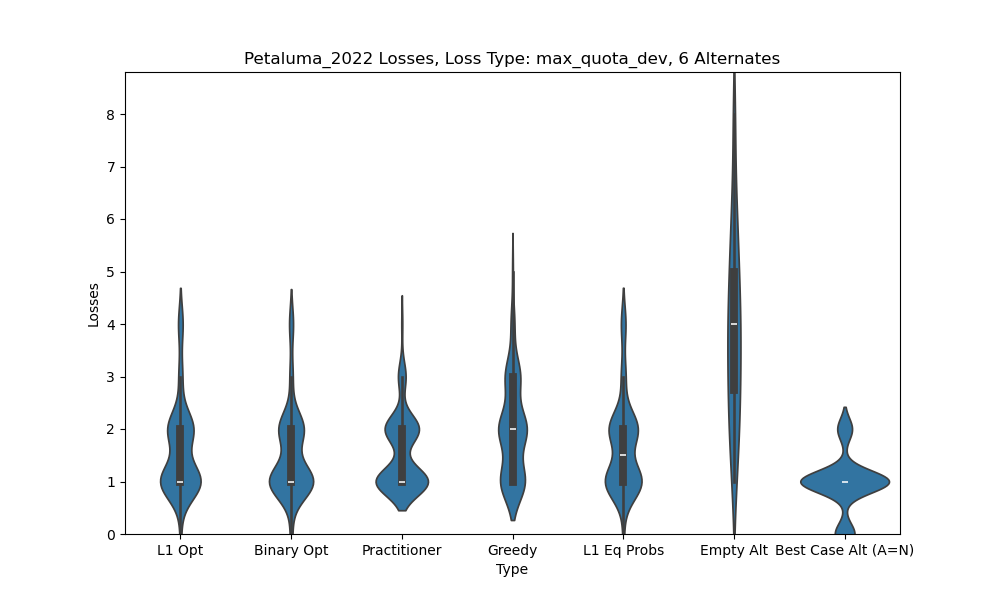 Petaluma_2022 Losses, Loss Type: max_quota_dev, 6 Alternates
8
7
6
5
4
3
2
1
0
Losses
L1 Opt Binary Opt Practitioner Greedy L1 Eq Probs Empty Alt Best Case Alt (A=N)
Type